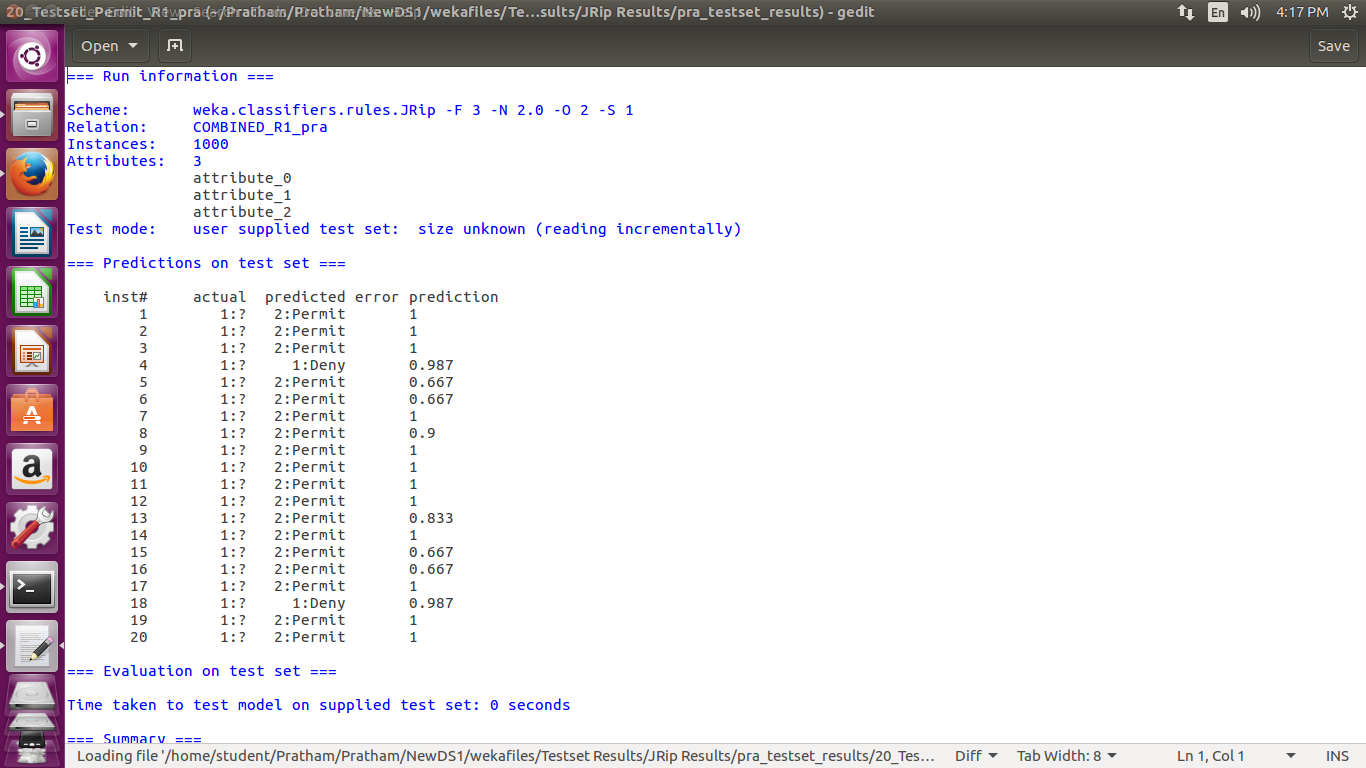 20_Testset_Permit_R1_pra (~/Pratham/Pratham/NewDS1/wekafiles/Te...sults/JRip Results/pra_testset_results) - gedit
En
4:17 PM
Open
Save
=== Run information ===
Scheme: weka.classifiers.rules.JRip -F 3 -N 2.0 -O 2 -S 1
Relation: COMBINED_R1_pra
Instances: 1000
Attributes: 3
attribute_0
attribute_1
attribute_2
Test mode: user supplied test set: size unknown (reading incrementally)
=== Predictions on test set ===
inst# actual predicted error prediction
1 1:? 2:Permit 1
2 1:? 2:Permit 1
3 1:? 2:Permit 1
4 1:? 1:Deny 0.987
5 1:? 2:Permit 0.667
6 1:? 2:Permit 0.667
7 1:? 2:Permit 1
8 1:? 2:Permit 0.9
9 1:? 2:Permit 1
10 1:? 2:Permit 1
11 1:? 2:Permit 1
12 1:? 2:Permit 1
13 1:? 2:Permit 0.833
14 1:? 2:Permit 1
15 1:? 2:Permit 0.667
16 1:? 2:Permit 0.667
17 1:? 2:Permit 1
18 1:? 1:Deny 0.987
19 1:? 2:Permit 1
20 1:? 2:Permit 1
=== Evaluation on test set ===
Time taken to test model on supplied test set: 0 seconds
=== Summary ===
Loading file '/home/student/Pratham/Pratham/NewDS1/wekafiles/Testset Results/JRip Results/pra_testset_results/20_Tes...
Diff
Tab Width: 8
Ln 1, Col 1
INS